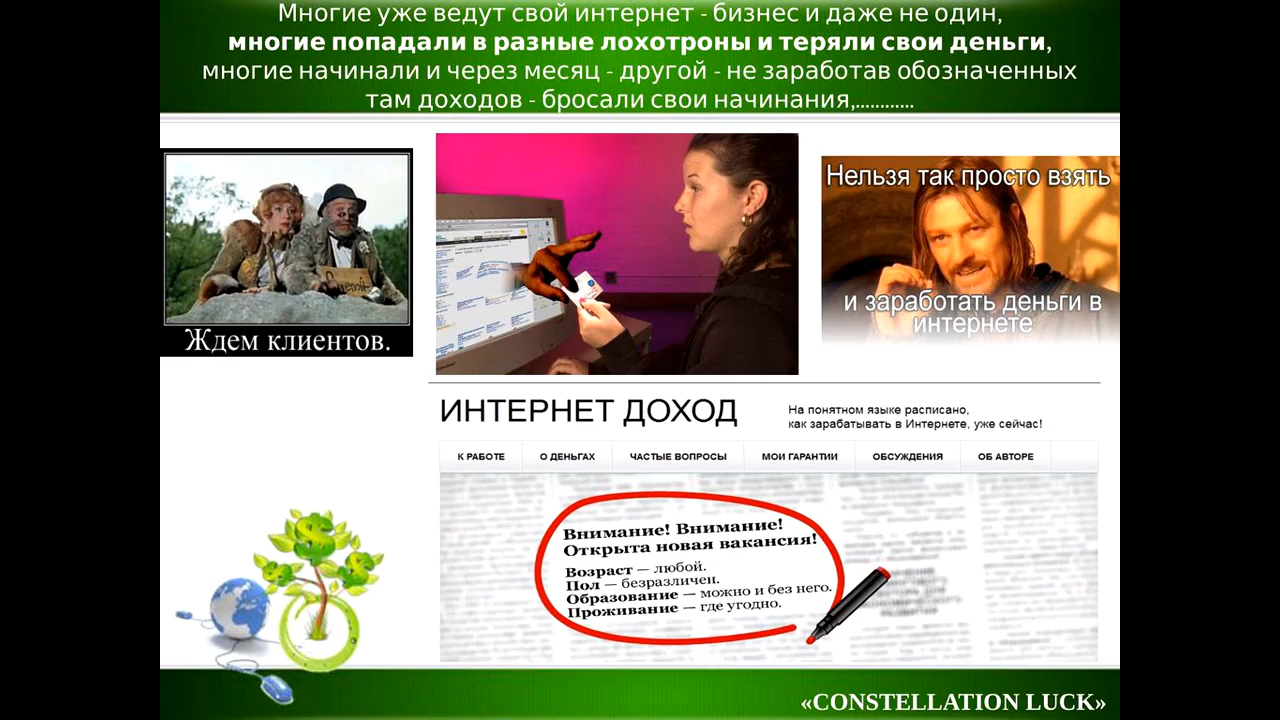 Многие уже ведут свой интернет - бизнес и даже не один,
многие попадали в разные лохотроны и теряли свои деньги,
многие начинали и через месяц - другой - не заработав обозначенных
там доходов - бросали свои начинания,............
Ждем клиентов.
Нельзя так просто взять
и заработать деньги в
интернете
ИНТЕРНЕТ ДОХОД
На понятном языке расписано,
как зарабатывать в Интернете, уже сейчас!
К РАБОТЕ О ДЕНЬГАХ ЧАСТЫЕ ВОПРОСЫ МОИ ГАРАНТИИ ОБСУЖДЕНИЯ ОБ АВТОРЕ
Внимание! Внимание!
Открыта новая вакансия!
Возраст — любой.
Пол — безразличен.
Образование — можно и без него.
Проживание — где угодно.
«CONSTELLATION LUCK»